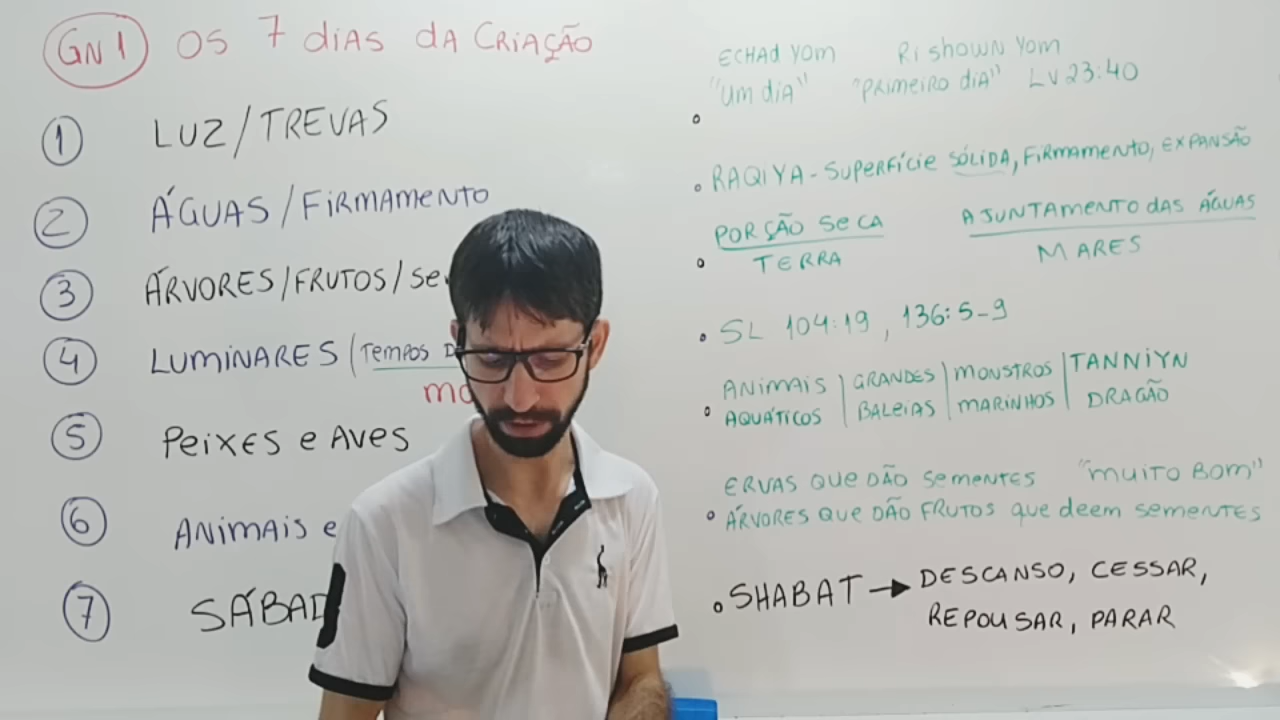 GN 1 OS 7 DIAS DA CRIAÇÃO
1 LUZ/TREVAS
2 ÁGUAS/FIRMAMENTO
3 ÁRVORES/FRUTOS/
4 LUMINARES/TEMPOS
5 PEIXES e AVES
6 ANIMAIS e
7
ECHAD YOM RISHOWN YOM
"UM DIA" "PRIMEIRO DIA" LV 23:40
RAQIYA - SUPERFÍCIE SÓLIDA, FIRMAMENTO, EXPANSÃO
PORÇÃO SECA AJUNTAMENTO DAS ÁGUAS
TERRA MARES
SL 104:19, 136:5-9
ANIMAIS | GRANDES | MONSTROS | TANNIYN
AQUÁTICOS | BALEIAS | MARINHOS | DRAGÃO
ERVAS QUE DÃO SEMENTES "MUITO BOM"
ÁRVORES QUE DÃO FRUTOS que deem sementes
SHABAT → DESCANSO, CESSAR,
REPOUSAR, PARAR